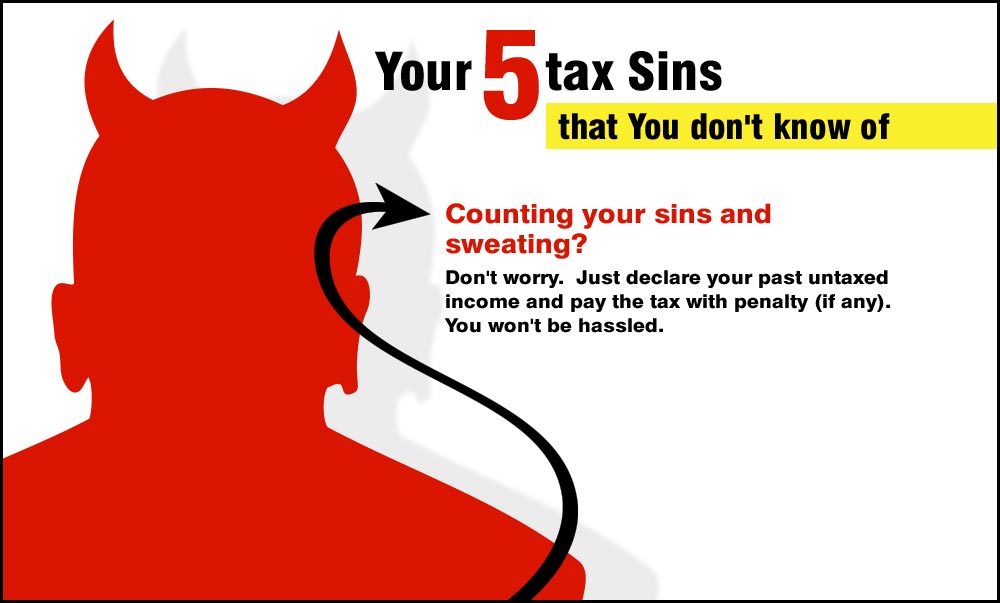 Your 5 tax Sins
that You don't know of
Counting your sins and
sweating?
Don't worry.  Just declare your past untaxed
income and pay the tax with penalty (if any).
You won't be hassled.